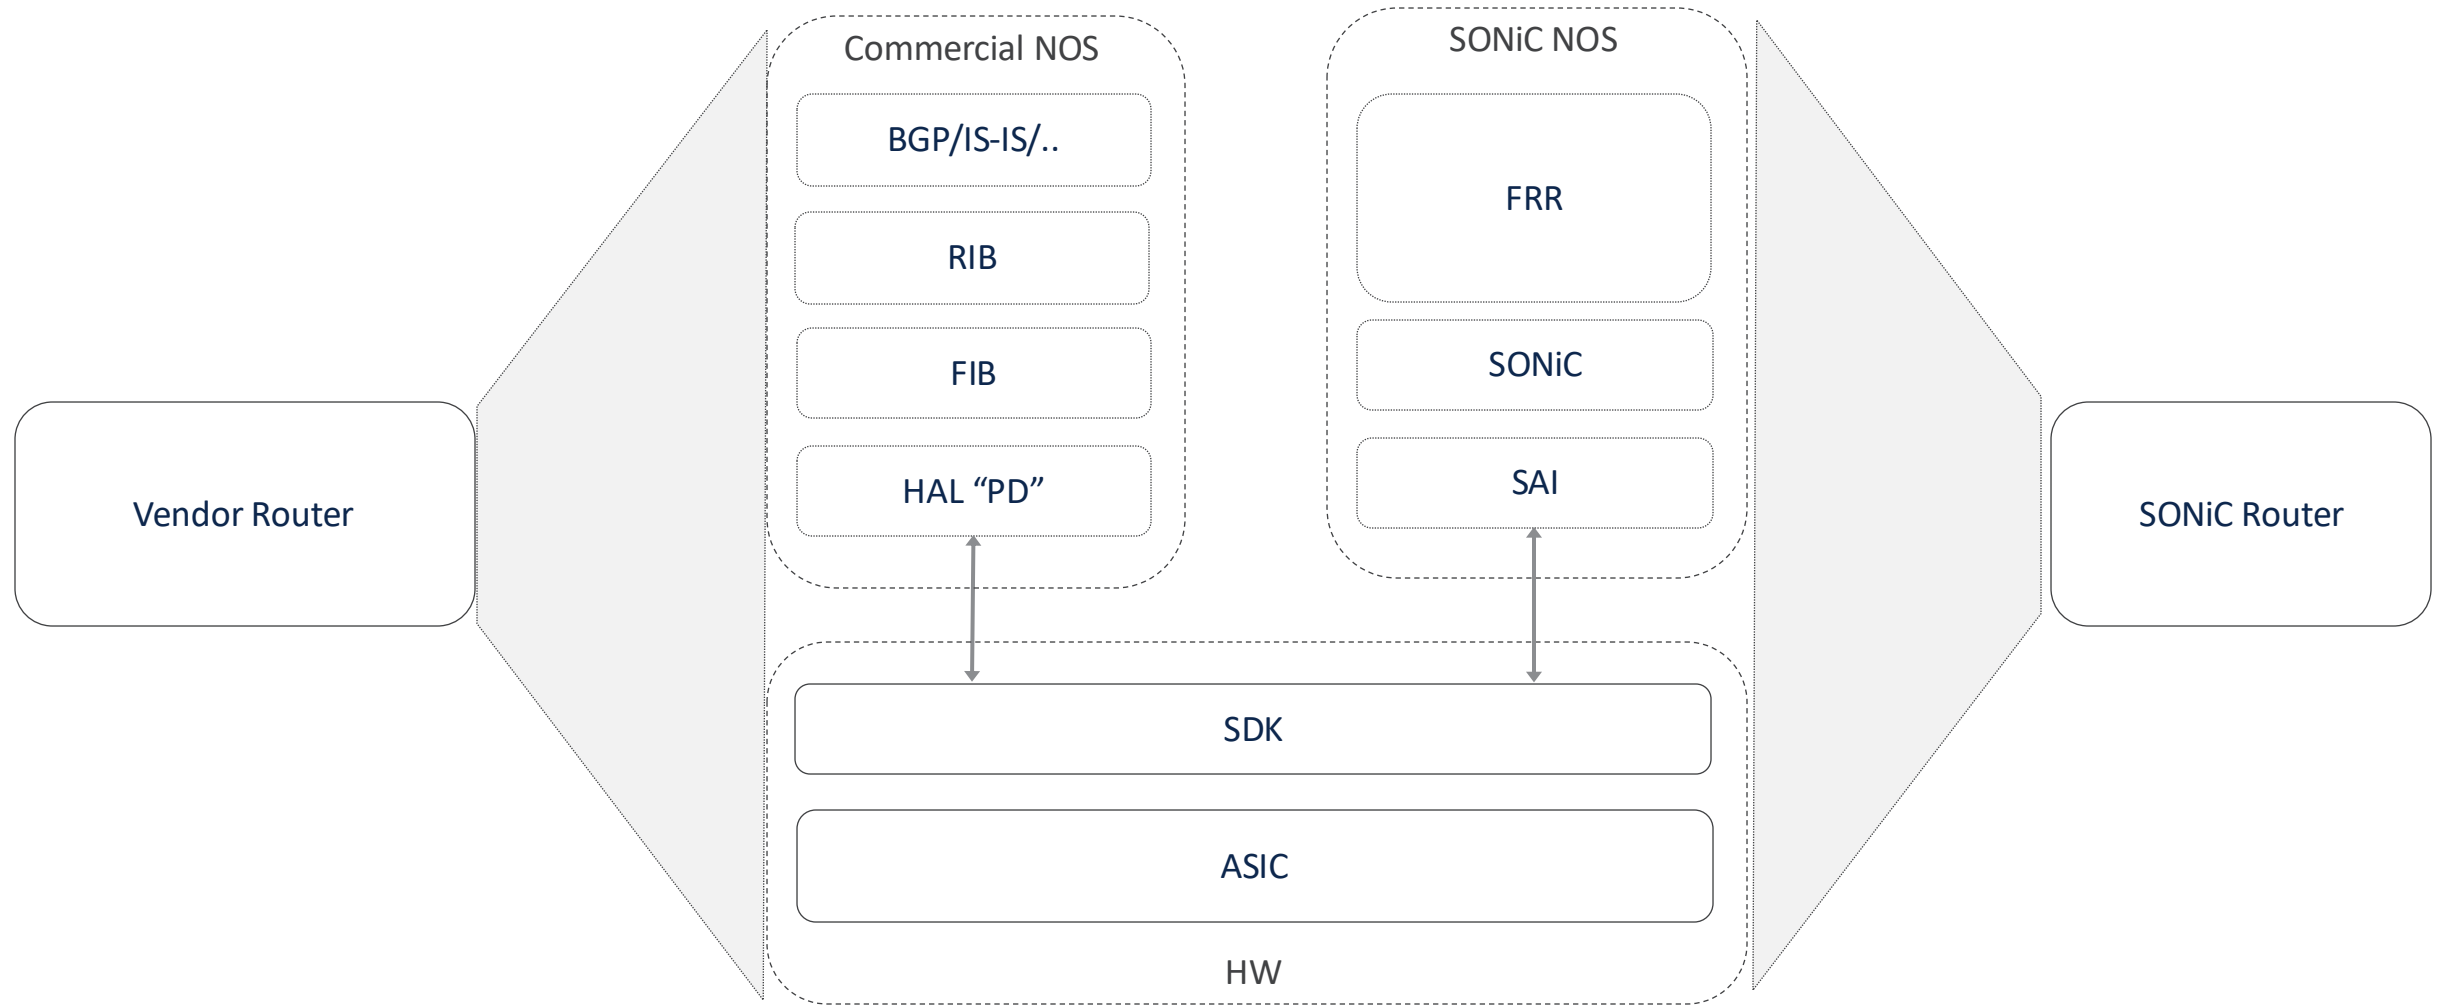 Commercial NOS
BGP/IS-IS/..
RIB
FIB
HAL “PD”
SONiC NOS
FRR
SONiC
SAI
Vendor Router
SONiC Router
SDK
ASIC
HW